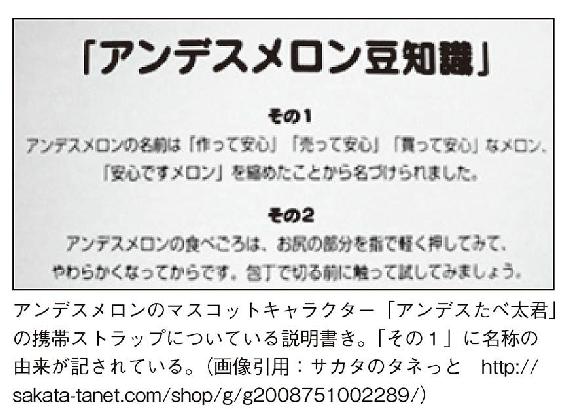 「アンデスメロン豆知識」
その1
アンデスメロンの名前は「作って安心」「売って安心」「買って安心」なメロン、
「安心ですメロン」を縮めたことから名づけられました。
その2
アンデスメロンの食べごろは、お尻の部分を指で軽く押してみて、
やわらかくなってからです。包丁で切る前に触って試してみましょう。
アンデスメロンのマスコットキャラクター「アンデスたべ太君」
の携帯ストラップについている説明書き。「その１」に名称の
由来が記されている。（画像引用：サカタのタネっと　http://
sakata-tanet.com/shop/g/g2008751002289/）